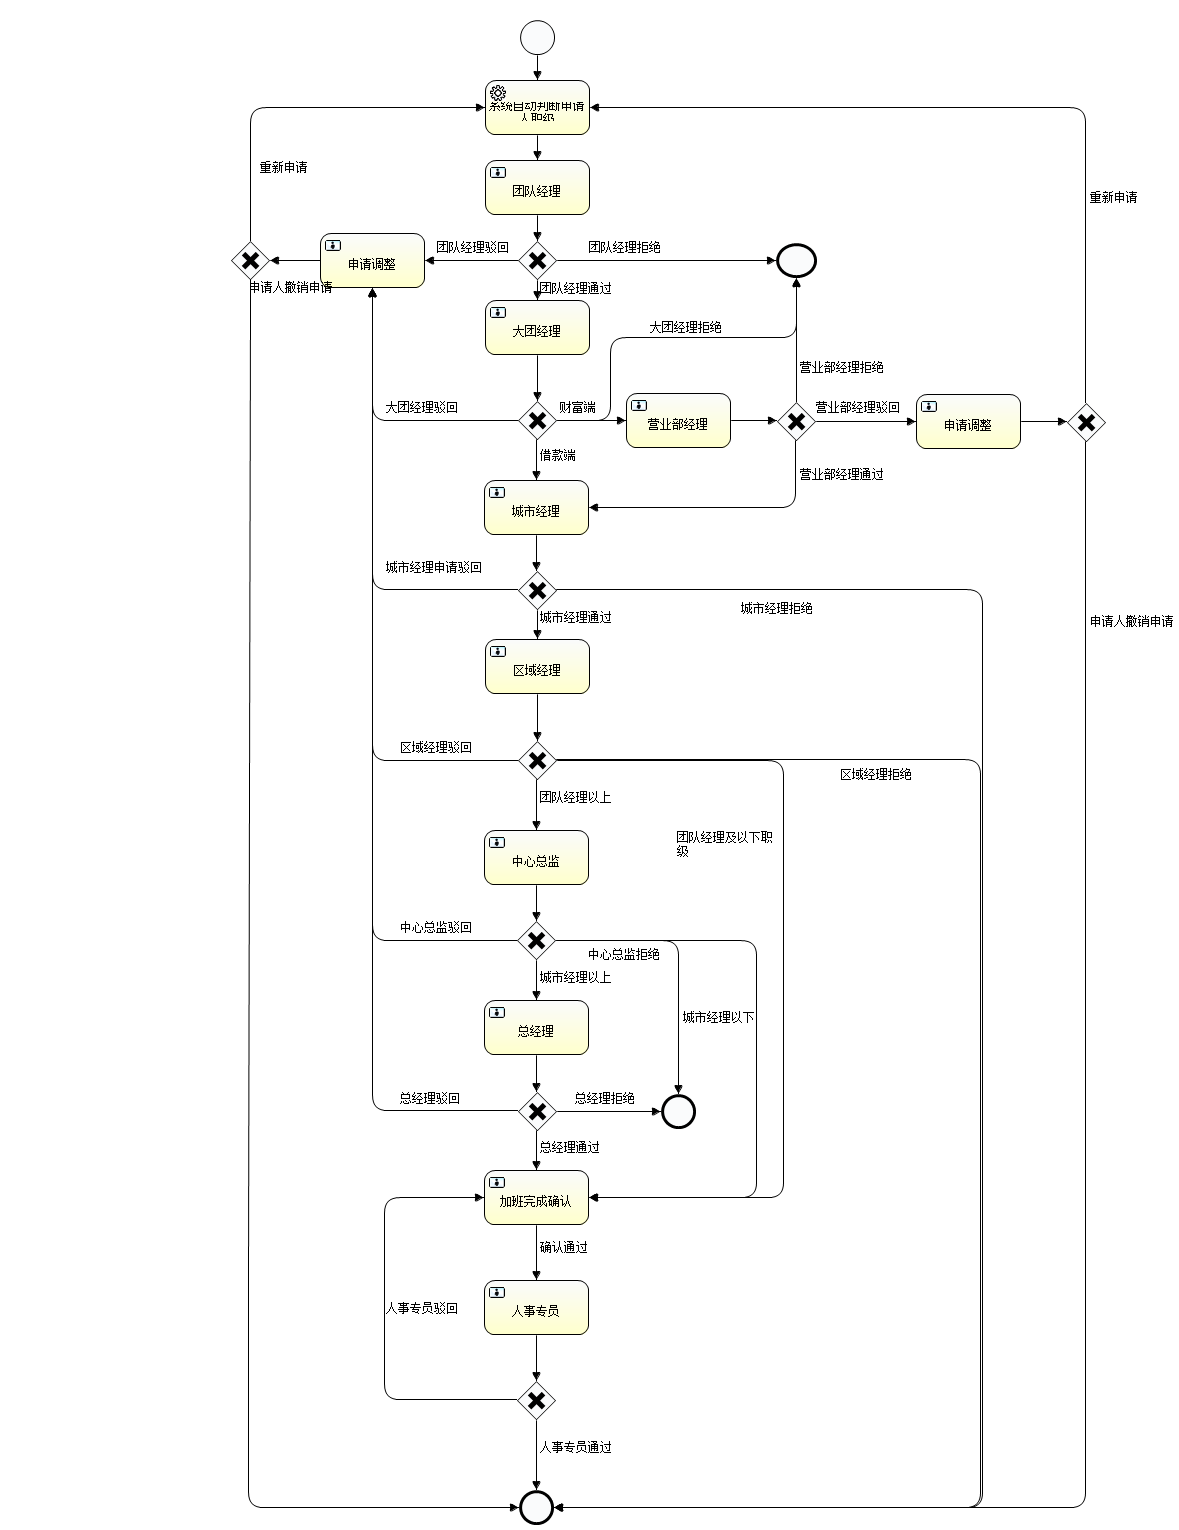 系统自动判断申请
人职级
重新申请
团队经理
重新申请
团队经理驳回
团队经理拒绝
申请调整
申请人撤销申请
团队经理通过
大团经理
大团经理拒绝
营业部经理拒绝
大团经理驳回
财富端
营业部经理驳回
营业部经理
申请调整
借款端
营业部经理通过
城市经理
城市经理申请驳回
城市经理拒绝
城市经理通过
申请人撤销申请
区域经理
区域经理驳回
区域经理拒绝
团队经理以上
团队经理及以下职
级
中心总监
中心总监驳回
中心总监拒绝
城市经理以上
城市经理以下
总经理
总经理驳回
总经理拒绝
总经理通过
加班完成确认
确认通过
人事专员驳回
人事专员
人事专员通过